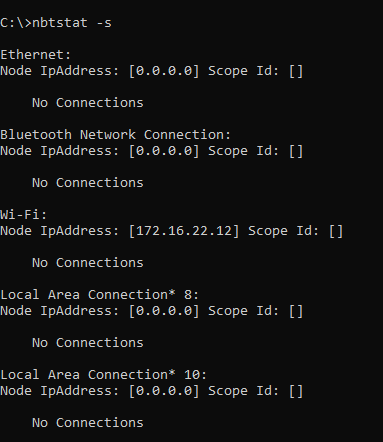 C:\>nbtstat -s
Ethernet:
Node IpAddress: [0.0.0.0] Scope Id: []
No Connections
Bluetooth Network Connection:
Node IpAddress: [0.0.0.0] Scope Id: []
No Connections
Wi-Fi:
Node IpAddress: [172.16.22.12] Scope Id: []
No Connections
Local Area Connection* 8:
Node IpAddress: [0.0.0.0] Scope Id: []
No Connections
Local Area Connection* 10:
Node IpAddress: [0.0.0.0] Scope Id: []
No Connections